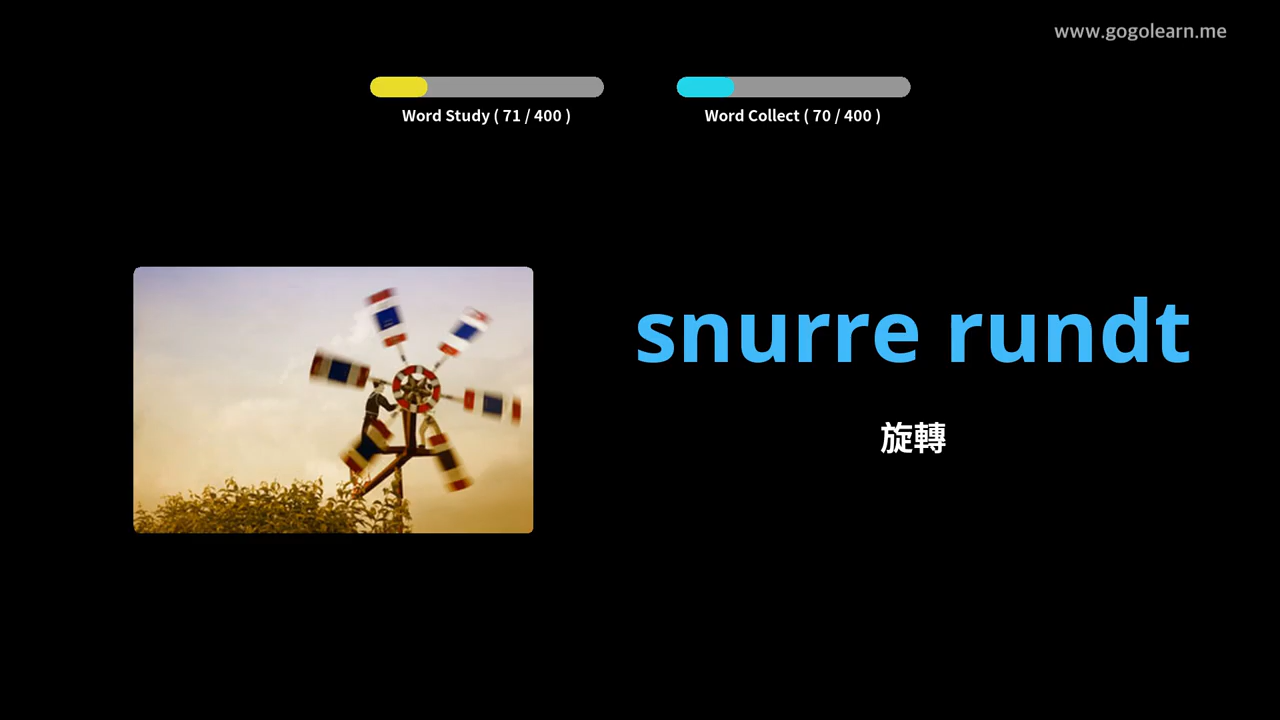 www.gogolearn.me
Word Study ( 71 / 400 )
Word Collect ( 70 / 400 )
snurre rundt
旋轉